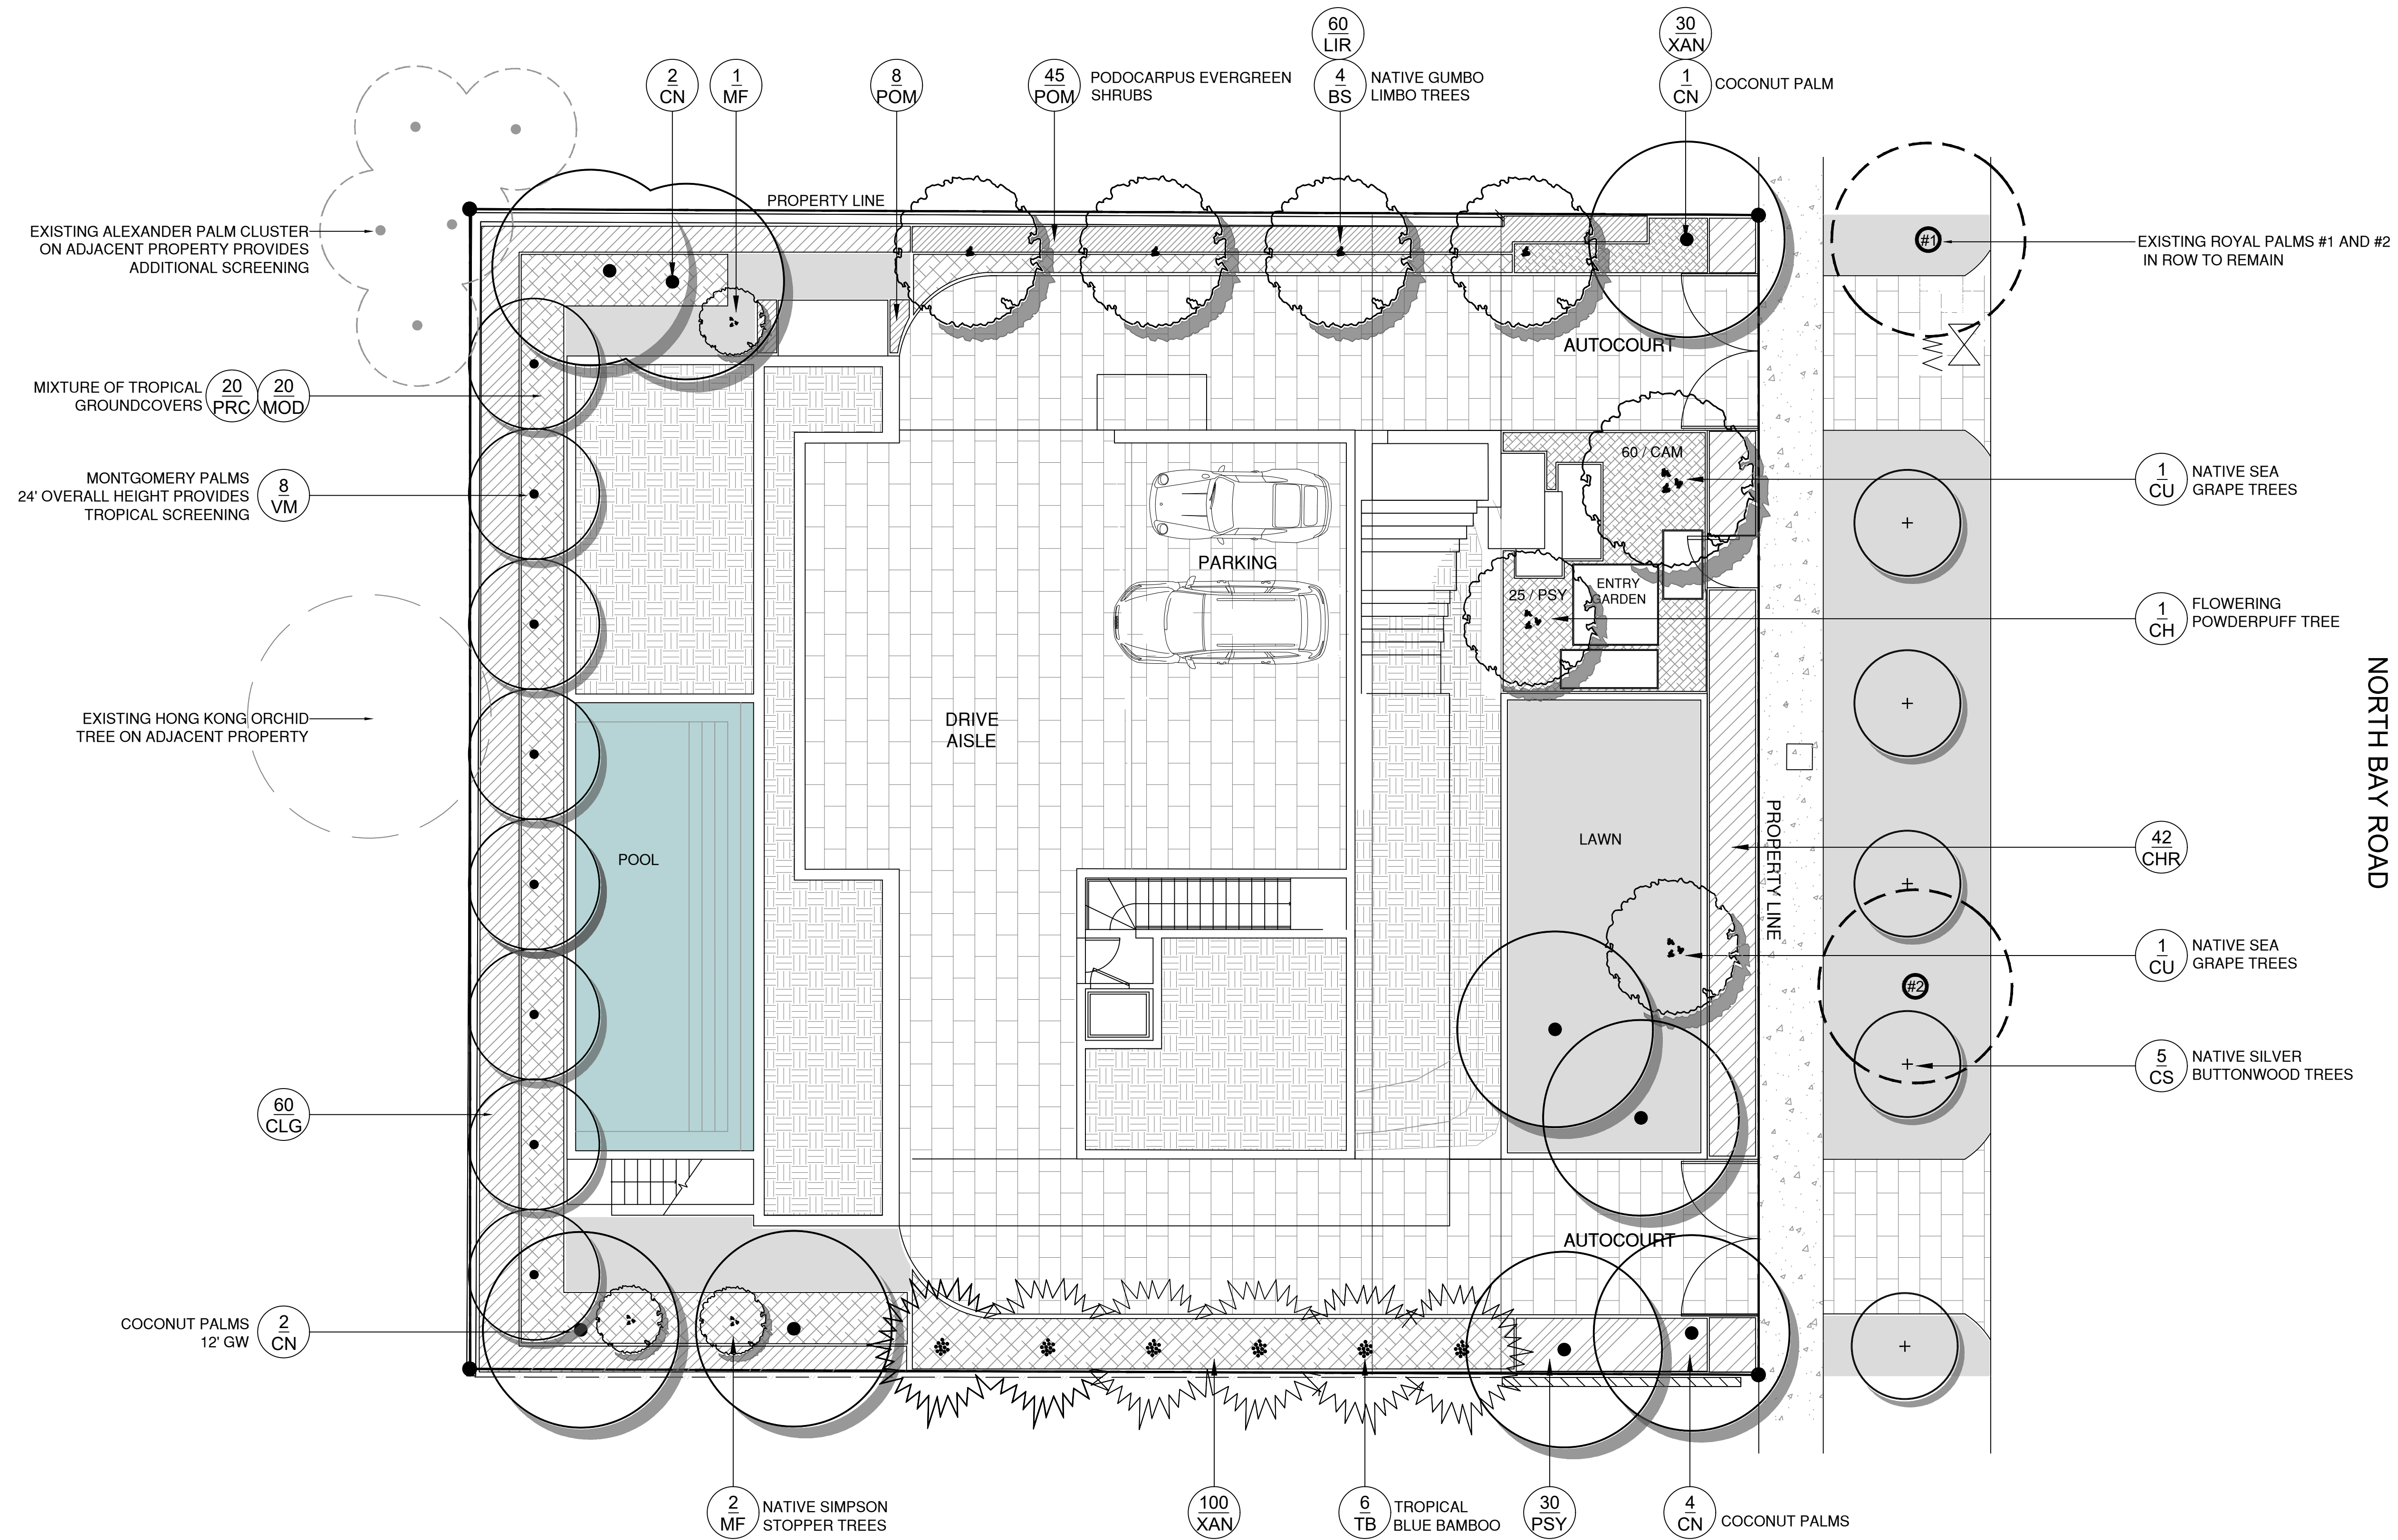 60
LIR
30
XAN
2
CN
1
MF
8
POM
45
POM
PODOCARPUS EVERGREEN
SHRUBS
4
BS
NATIVE GUMBO
LIMBO TREES
1
CN
COCONUT PALM
PROPERTY LINE
EXISTING ALEXANDER PALM CLUSTER
ON ADJACENT PROPERTY PROVIDES
ADDITIONAL SCREENING
#1
EXISTING ROYAL PALMS #1 AND #2
IN ROW TO REMAIN
AUTOCOURT
MIXTURE OF TROPICAL
GROUNDCOVERS
20
PRC
20
MOD
60 / CAM
MONTGOMERY PALMS
24' OVERALL HEIGHT PROVIDES
TROPICAL SCREENING
8
VM
1
CU
NATIVE SEA
GRAPE TREES
PARKING
ENTRY
GARDEN
25 / PSY
1
CH
FLOWERING
POWDERPUFF TREE
EXISTING HONG KONG ORCHID
TREE ON ADJACENT PROPERTY
DRIVE
AISLE
NORTH BAY ROAD
POOL
LAWN
PROPERTY LINE
42
CHR
1
CU
NATIVE SEA
GRAPE TREES
#2
5
CS
NATIVE SILVER
BUTTONWOOD TREES
60
CLG
AUTOCOURT
COCONUT PALMS
12' GW
2
CN
2
MF
NATIVE SIMPSON
STOPPER TREES
100
XAN
6
TB
TROPICAL
BLUE BAMBOO
30
PSY
4
CN
COCONUT PALMS